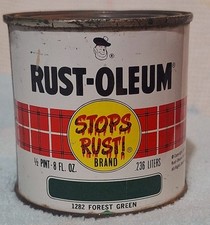 RUST-OLEUM®
STOPS
RUST!
BRAND
½ PINT-8 FL. OZ.
236 LITERS
1282 FOREST GREEN